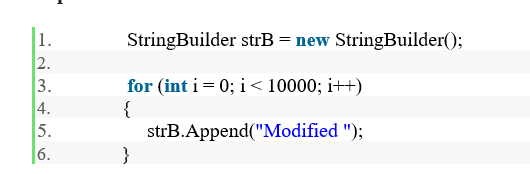 1. StringBuilder strB = new StringBuilder();
2.
3. for (int i = 0; i < 10000; i++)
4. {
5. strB.Append("Modified ");
6. }